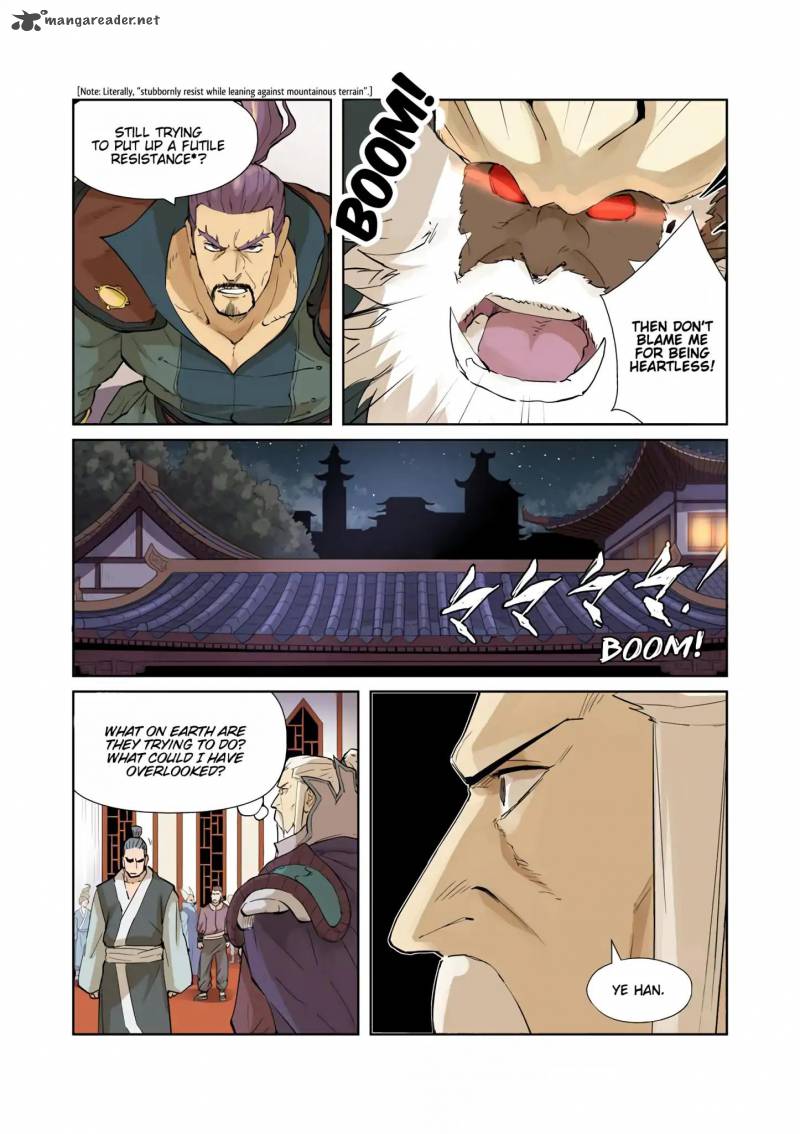 mangareader.net
[Note: Literally, "stubbornly resist while leaning against mountainous terrain".]
STILL TRYING
TO PUT UP A FUTILE
RESISTANCE*?
BOOM!
THEN DON'T
BLAME ME
FOR BEING
HEARTLESS!
BOOM!
WHAT ON EARTH ARE
THEY TRYING TO DO?
WHAT COULD I HAVE
OVERLOOKED?
YE HAN.